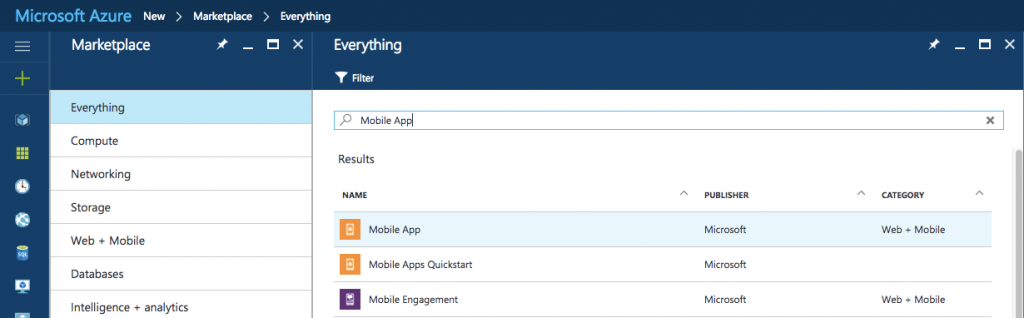 Microsoft Azure New > Marketplace > Everything
Marketplace
Everything
Compute
Networking
Storage
Web + Mobile
Databases
Intelligence + analytics
Everything
Filter
Mobile App
Results
NAME PUBLISHER CATEGORY
Mobile App Microsoft Web + Mobile
Mobile Apps Quickstart Microsoft
Mobile Engagement Microsoft Web + Mobile
SQL